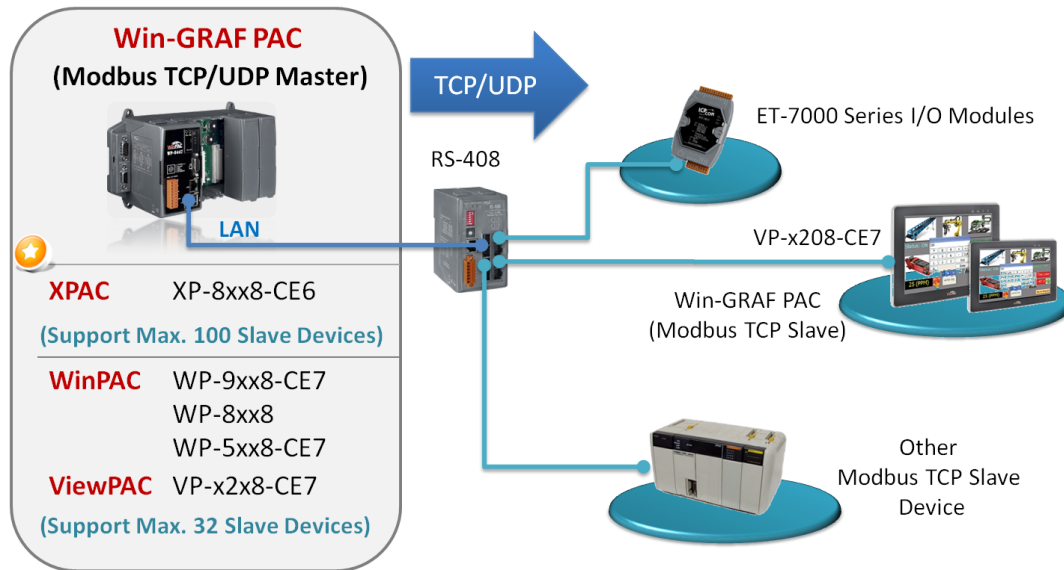 Win-GRAF PAC
(Modbus TCP/UDP Master)
LAN
XPAC XP-8xx8-CE6
(Support Max. 100 Slave Devices)
WinPAC WP-9xx8-CE7
WP-8xx8
WP-5xx8-CE7
ViewPAC VP-x2x8-CE7
(Support Max. 32 Slave Devices)
TCP/UDP
RS-408
ET-7000 Series I/O Modules
VP-x208-CE7
Win-GRAF PAC
(Modbus TCP Slave)
Other
Modbus TCP Slave
Device